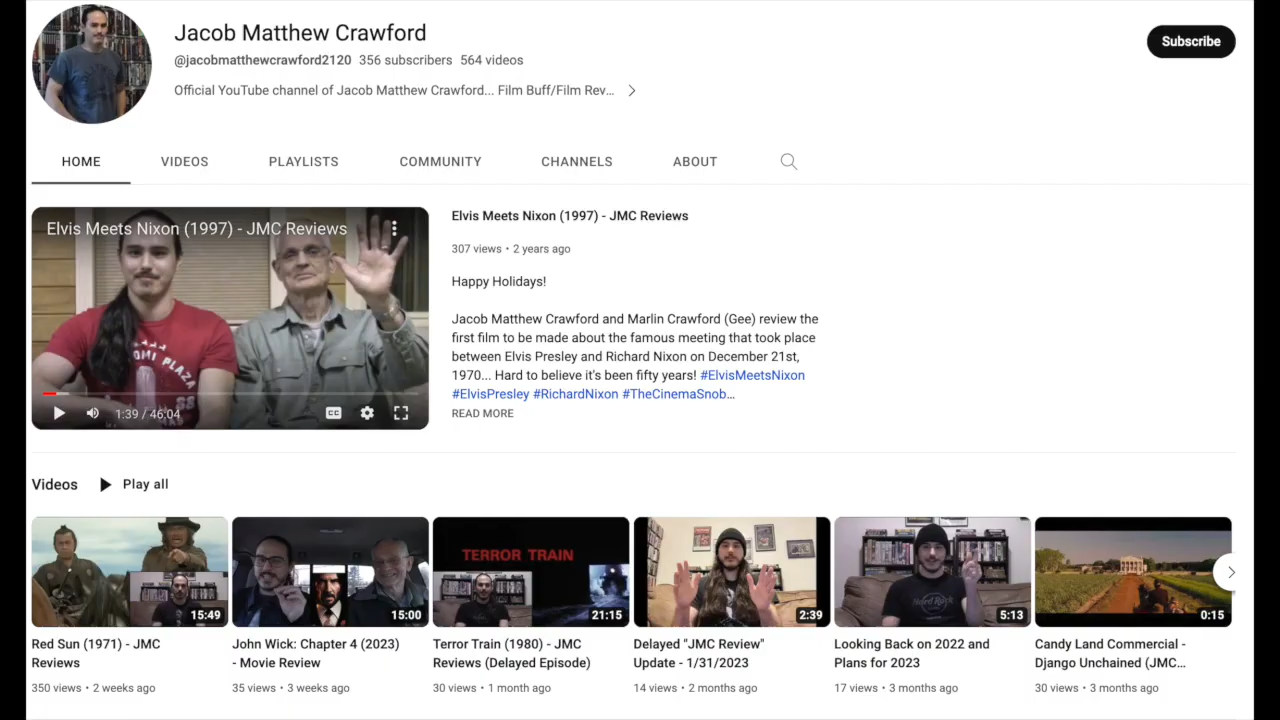 Jacob Matthew Crawford
Subscribe
@jacobmatthewcrawford2120 356 subscribers 564 videos
Official YouTube channel of Jacob Matthew Crawford... Film Buff/Film Rev...
HOME VIDEOS PLAYLISTS COMMUNITY CHANNELS ABOUT
Elvis Meets Nixon (1997) - JMC Reviews
OMI PLAZA
1:39 / 46:04
CC
Elvis Meets Nixon (1997) - JMC Reviews
307 views • 2 years ago
Happy Holidays!
Jacob Matthew Crawford and Marlin Crawford (Gee) review the
first film to be made about the famous meeting that took place
between Elvis Presley and Richard Nixon on December 21st,
1970... Hard to believe it's been fifty years! #ElvisMeetsNixon
#ElvisPresley #RichardNixon #TheCinemaSnob...
READ MORE
Videos Play all
15:49
Red Sun (1971) - JMC
Reviews
350 views • 2 weeks ago
15:00
John Wick: Chapter 4 (2023)
- Movie Review
35 views • 3 weeks ago
TERROR TRAIN
21:15
Terror Train (1980) - JMC
Reviews (Delayed Episode)
30 views • 1 month ago
2:39
Delayed "JMC Review"
Update - 1/31/2023
14 views • 2 months ago
Hard Rock
5:13
Looking Back on 2022 and
Plans for 2023
17 views • 3 months ago
0:15
Candy Land Commercial -
Django Unchained (JMC...
30 views • 3 months ago